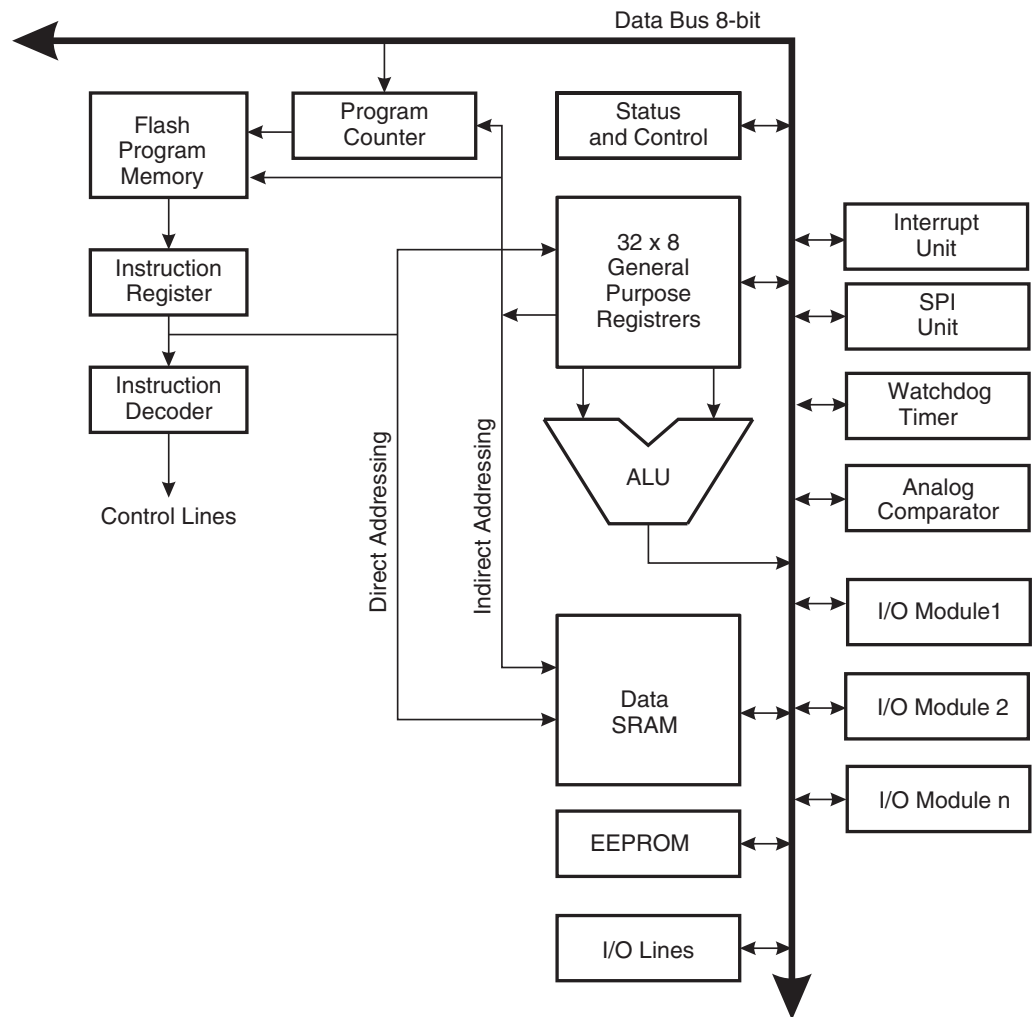 Data Bus 8-bit
Flash
Program
Memory
Program
Counter
Status
and Control
Interrupt
Unit
32 x 8
General
Purpose
Registrers
Instruction
Register
SPI
Unit
Instruction
Decoder
Watchdog
Timer
ALU
Analog
Comparator
Control Lines
Direct Addressing
Indirect Addressing
I/O Module1
Data
SRAM
I/O Module 2
I/O Module n
EEPROM
I/O Lines